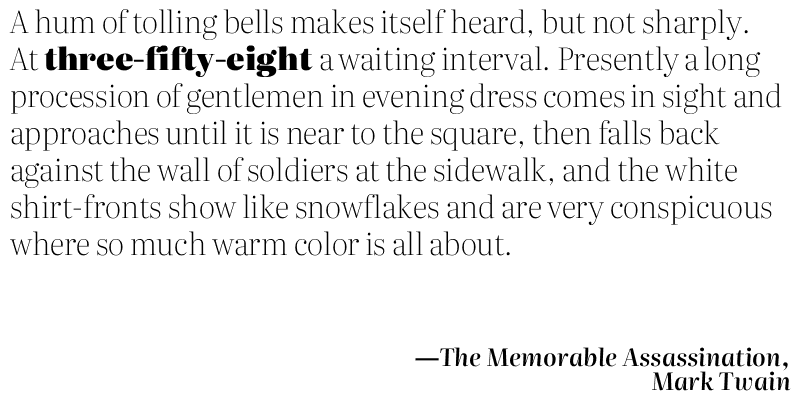 A hum of tolling bells makes itself heard, but not sharply.
At three-fifty-eight a waiting interval. Presently a long
procession of gentlemen in evening dress comes in sight and
approaches until it is near to the square, then falls back
against the wall of soldiers at the sidewalk, and the white
shirt-fronts show like snowflakes and are very conspicuous
where so much warm color is all about.
—The Memorable Assassination,
Mark Twain